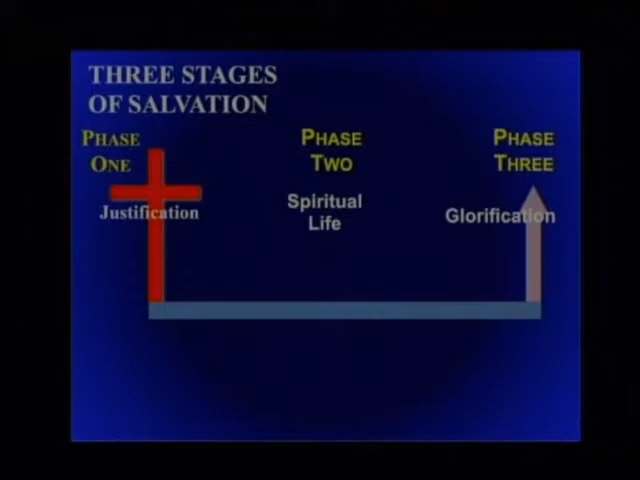 THREE STAGES
OF SALVATION
PHASE
ONE
Justification
PHASE
TWO
Spiritual
Life
PHASE
THREE
Glorification